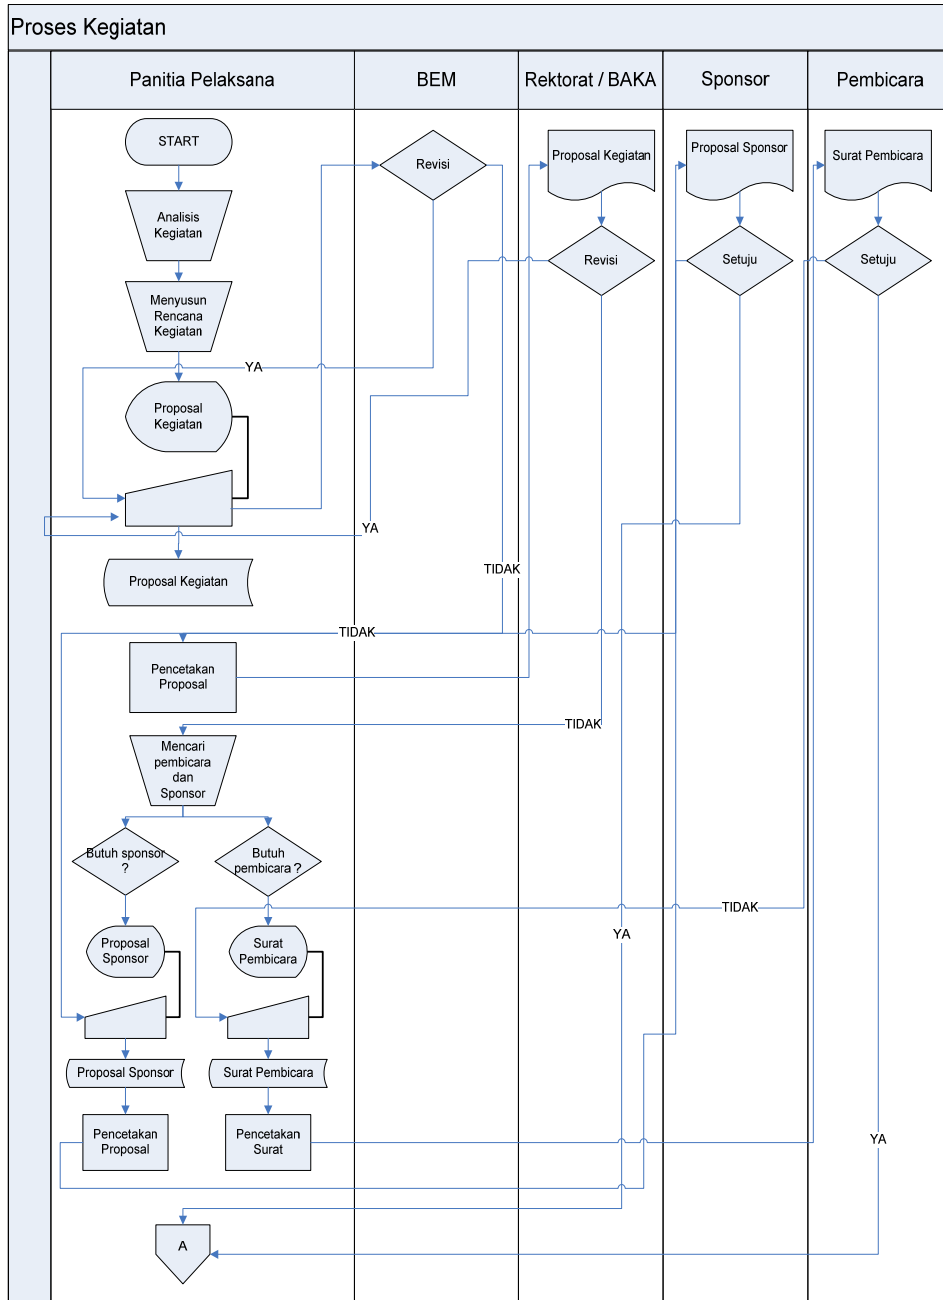 Proses Kegiatan
Panitia Pelaksana
BEM
Rektorat / BAKA
Sponsor
Pembicara
START
Revisi
Proposal Kegiatan
Proposal Sponsor
Surat Pembicara
Analisis
Kegiatan
Revisi
Setuju
Setuju
Menyusun
Rencana
Kegiatan
YA
Proposal
Kegiatan
YA
TIDAK
Proposal Kegiatan
TIDAK
Pencetakan
Proposal
TIDAK
Mencari
pembicara
dan
Sponsor
Butuh sponsor
?
Butuh
pembicara ?
TIDAK
YA
Proposal
Sponsor
Surat
Pembicara
Proposal Sponsor
Surat Pembicara
Pencetakan
Proposal
Pencetakan
Surat
YA
A